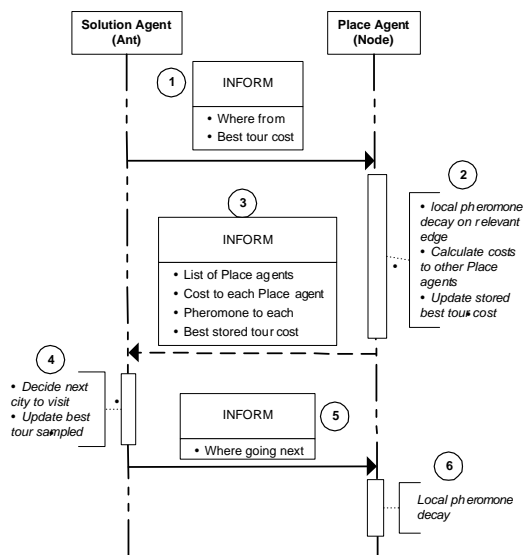 Solution Agent
(Ant)
Place Agent
(Node)
1
INFORM
• Where from
• Best tour cost
2
• local pheromone
decay on relevant
edge
• Calculate costs
to other Place
agents
• Update stored
best tour cost
3
INFORM
• List of Place agents
• Cost to each Place agent
• Pheromone to each
• Best stored tour cost
4
• Decide next
city to visit
• Update best
tour sampled
INFORM
5
• Where going next
6
Local pheromone
decay